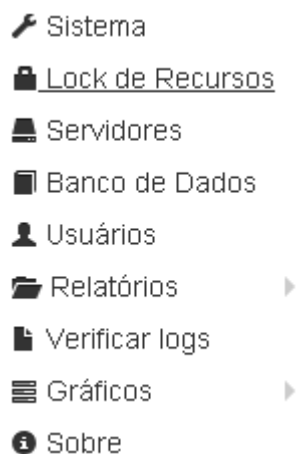 Sistema
Lock de Recursos
Servidores
Banco de Dados
Usuários
Relatórios
Verificar logs
Gráficos
Sobre